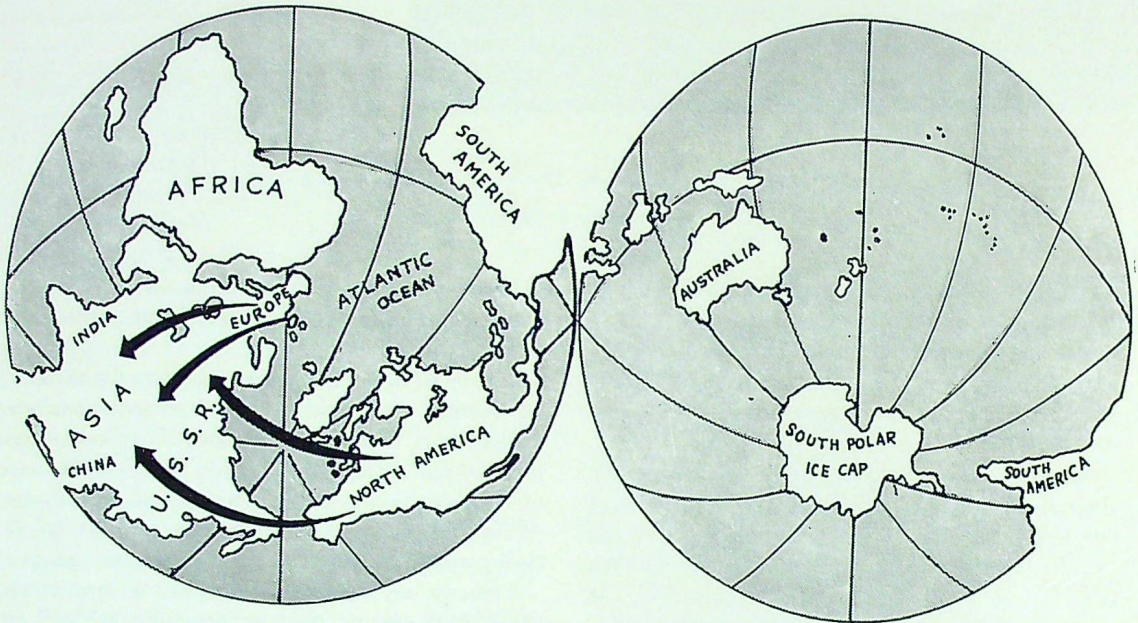 AFRICA
SOUTH
AMERICA
ATLANTIC
OCEAN
EUROPE
INDIA
ASIA
U. S. S. R.
CHINA
NORTH AMERICA
AUSTRALIA
SOUTH POLAR
ICE CAP
SOUTH
AMERICA